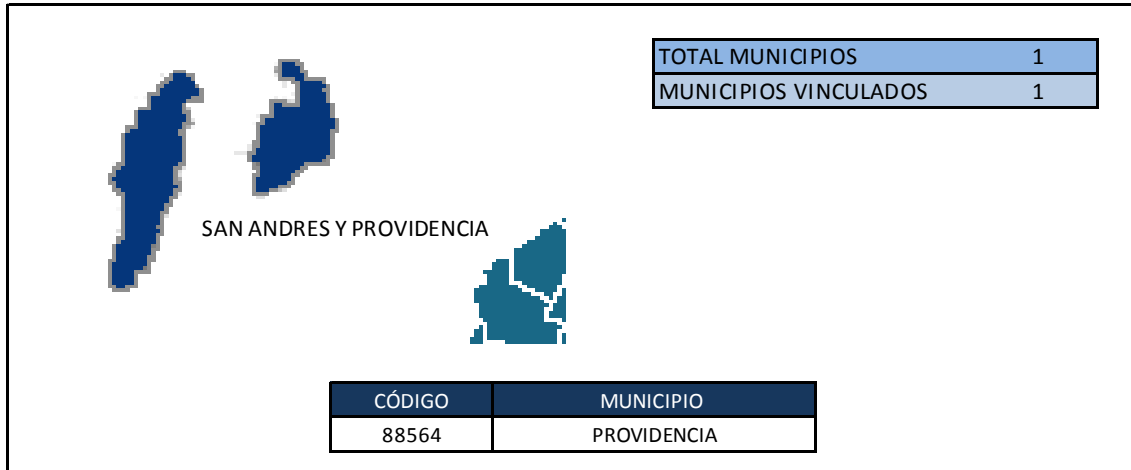 TOTAL MUNICIPIOS 1
MUNICIPIOS VINCULADOS 1
SAN ANDRES Y PROVIDENCIA
CÓDIGO MUNICIPIO
88564 PROVIDENCIA